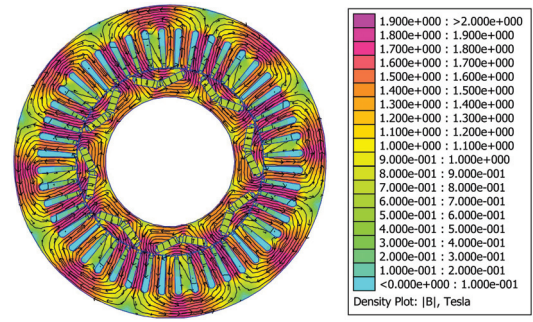 1.900e+000 : >2.000e+000
1.800e+000 : 1.900e+000
1.700e+000 : 1.800e+000
1.600e+000 : 1.700e+000
1.500e+000 : 1.600e+000
1.400e+000 : 1.500e+000
1.300e+000 : 1.400e+000
1.200e+000 : 1.300e+000
1.100e+000 : 1.200e+000
1.000e+000 : 1.100e+000
9.000e-001 : 1.000e+000
8.000e-001 : 9.000e-001
7.000e-001 : 8.000e-001
6.000e-001 : 7.000e-001
5.000e-001 : 6.000e-001
4.000e-001 : 5.000e-001
3.000e-001 : 4.000e-001
2.000e-001 : 3.000e-001
1.000e-001 : 2.000e-001
<0.000e+000 : 1.000e-001
Density Plot: |B|, Tesla